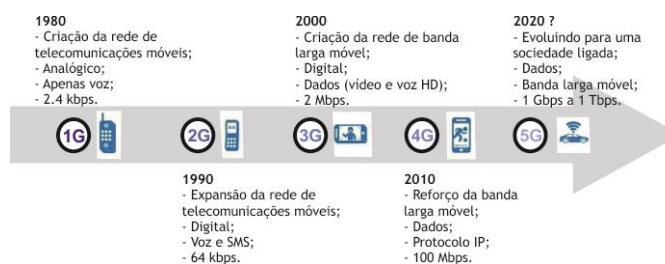 1980
- Criação da rede de
telecomunicações móveis;
- Analógico;
- Apenas voz;
- 2.4 kbps.
2000
- Criação da rede de banda
larga móvel;
- Digital;
- Dados (vídeo e voz HD);
- 2 Mbps.
2020 ?
- Evoluindo para uma
sociedade ligada;
- Dados;
- Banda larga móvel;
- 1 Gbps a 1 Tbps.
1G
2G
3G
4G
5G
1990
- Expansão da rede de
telecomunicações móveis;
- Digital;
- Voz e SMS;
- 64 kbps.
2010
- Reforço da banda
larga móvel;
- Dados;
- Protocolo IP;
- 100 Mbps.